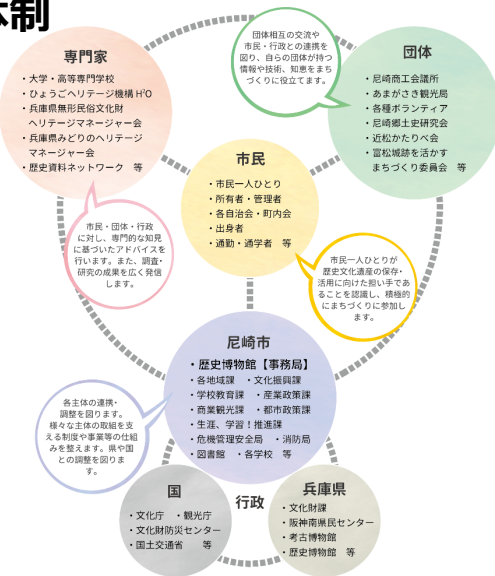 体制
専門家
・大学・高等専門学校
・ひょうごヘリテージ機構 H²O
・兵庫県無形民俗文化財
ヘリテージマネージャー会
・兵庫県みどりのヘリテージ
マネージャー会
・歴史資料ネットワーク 等
団体相互の交流や
市民・行政との連携を
図り、自らの団体が持つ
情報や技術、知恵をまち
づくりに役立てます。
団体
・尼崎商工会議所
・あまがさき観光局
・各種ボランティア
・尼崎郷土史研究会
・近松かたりべ会
・富松城跡を活かす
まちづくり委員会 等
市民
・市民一人ひとり
・所有者・管理者
・各自治会・町内会
・出身者
・通勤・通学者 等
市民・団体・行政
に対し、専門的な知見
に基づいたアドバイスを
行います。また、調査・
研究の成果を広く発信
します。
市民一人ひとりが
歴史文化遺産の保存・
活用に向けた担い手であ
ることを認識し、積極的
にまちづくりに参加し
ます。
尼崎市
・歴史博物館【事務局】
・各地域課 ・文化振興課
・学校教育課 ・産業政策課
・商業観光課 ・都市政策課
・生涯、学習！推進課
・危機管理安全局 ・消防局
・図書館 ・各学校 等
各主体の連携・
調整を図ります。
様々な主体の取組を支
える制度や事業等の仕組
みを整えます。県や国
との調整を図りま
す。
国
・文化庁 ・観光庁
・文化財防災センター
・国土交通省 等
行政
兵庫県
・文化財課
・阪神南県民センター
・考古博物館
・歴史博物館 等